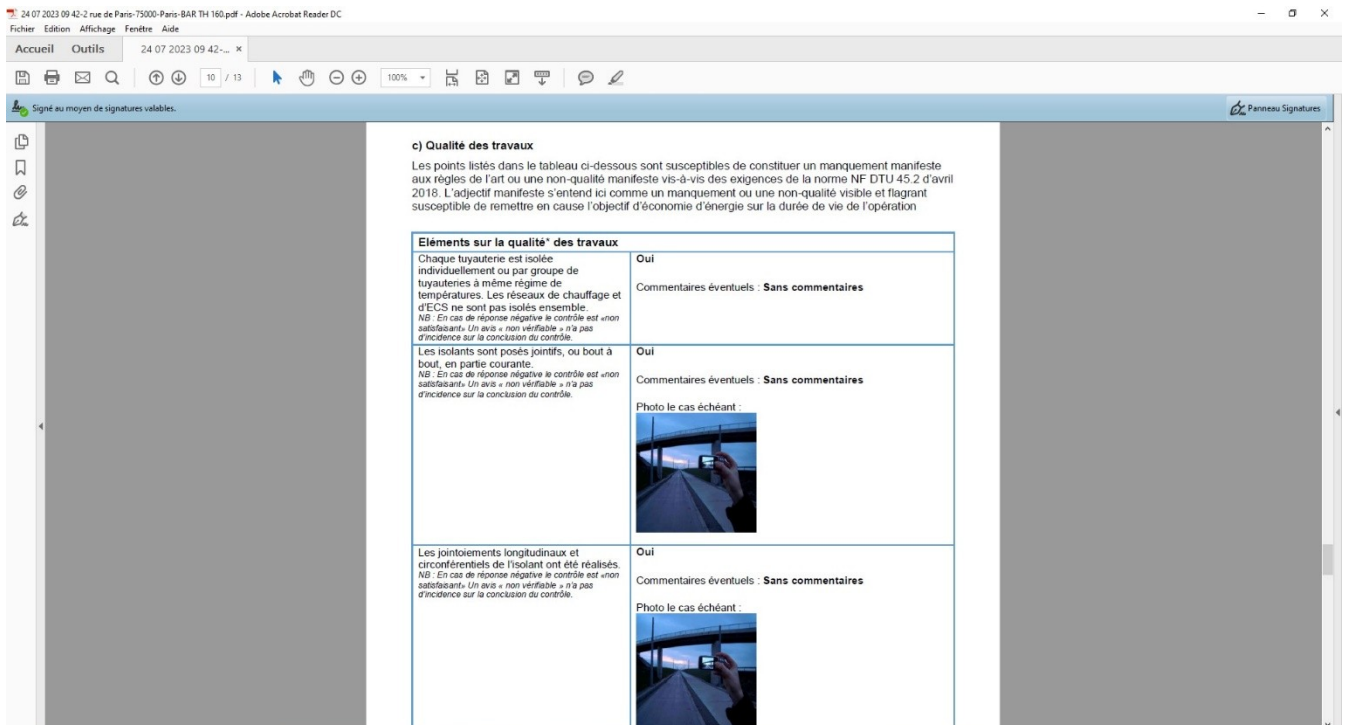 24 07 2023 09 42-2 rue de Paris-75000-Paris-BAR TH 160.pdf - Adobe Acrobat Reader DC
Fichier Edition Affichage Fenêtre Aide
Accueil Outils 24 07 2023 09 42-... ×
10 / 13 100%
Signé au moyen de signatures valables. Panneau Signatures
c) Qualité des travaux
Les points listés dans le tableau ci-dessous sont susceptibles de constituer un manquement manifeste
aux règles de l'art ou une non-qualité manifeste vis-à-vis des exigences de la norme NF DTU 45.2 d'avril
2018. L'adjectif manifeste s'entend ici comme un manquement ou une non-qualité visible et flagrant
susceptible de remettre en cause l'objectif d'économie d'énergie sur la durée de vie de l'opération
Eléments sur la qualité* des travaux
Chaque tuyauterie est isolée
individuellement ou par groupe de
tuyauteries à même régime de
températures. Les réseaux de chauffage et
d'ECS ne sont pas isolés ensemble.
NB : En cas de réponse négative le contrôle est «non
satisfaisant» Un avis « non vérifiable » n'a pas
d'incidence sur la conclusion du contrôle.
Oui
Commentaires éventuels : Sans commentaires
Les isolants sont posés jointifs, ou bout à
bout, en partie courante.
NB : En cas de réponse négative le contrôle est «non
satisfaisant» Un avis « non vérifiable » n'a pas
d'incidence sur la conclusion du contrôle.
Oui
Commentaires éventuels : Sans commentaires
Photo le cas échéant :
Les jointoiements longitudinaux et
circonférentiels de l'isolant ont été réalisés.
NB : En cas de réponse négative le contrôle est «non
satisfaisant» Un avis « non vérifiable » n'a pas
d'incidence sur la conclusion du contrôle.
Oui
Commentaires éventuels : Sans commentaires
Photo le cas échéant :